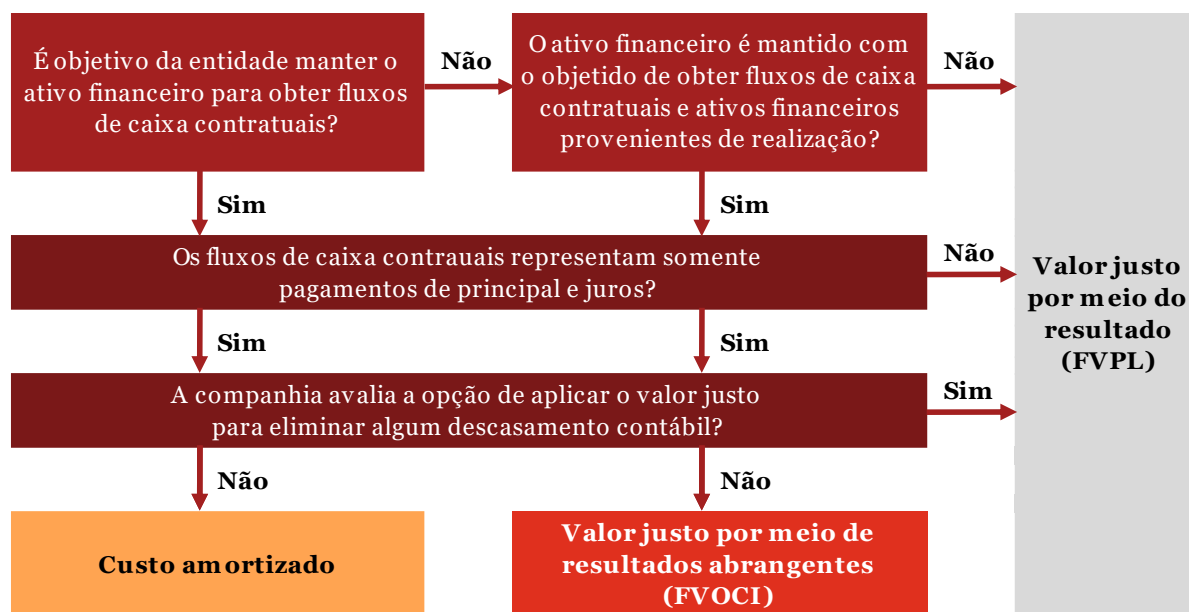 É objetivo da entidade manter o
ativo financeiro para obter fluxos
de caixa contratuais?
Não
O ativo financeiro é mantido com
o objetido de obter fluxos de caixa
contratuais e ativos financeiros
provenientes de realização?
Não
Sim
Sim
Os fluxos de caixa contrauais representam somente
pagamentos de principal e juros?
Não
Valor justo
por meio do
resultado
(FVPL)
Sim
Sim
A companhia avalia a opção de aplicar o valor justo
para eliminar algum descasamento contábil?
Sim
Não
Não
Custo amortizado
Valor justo por meio de
resultados abrangentes
(FVOCI)